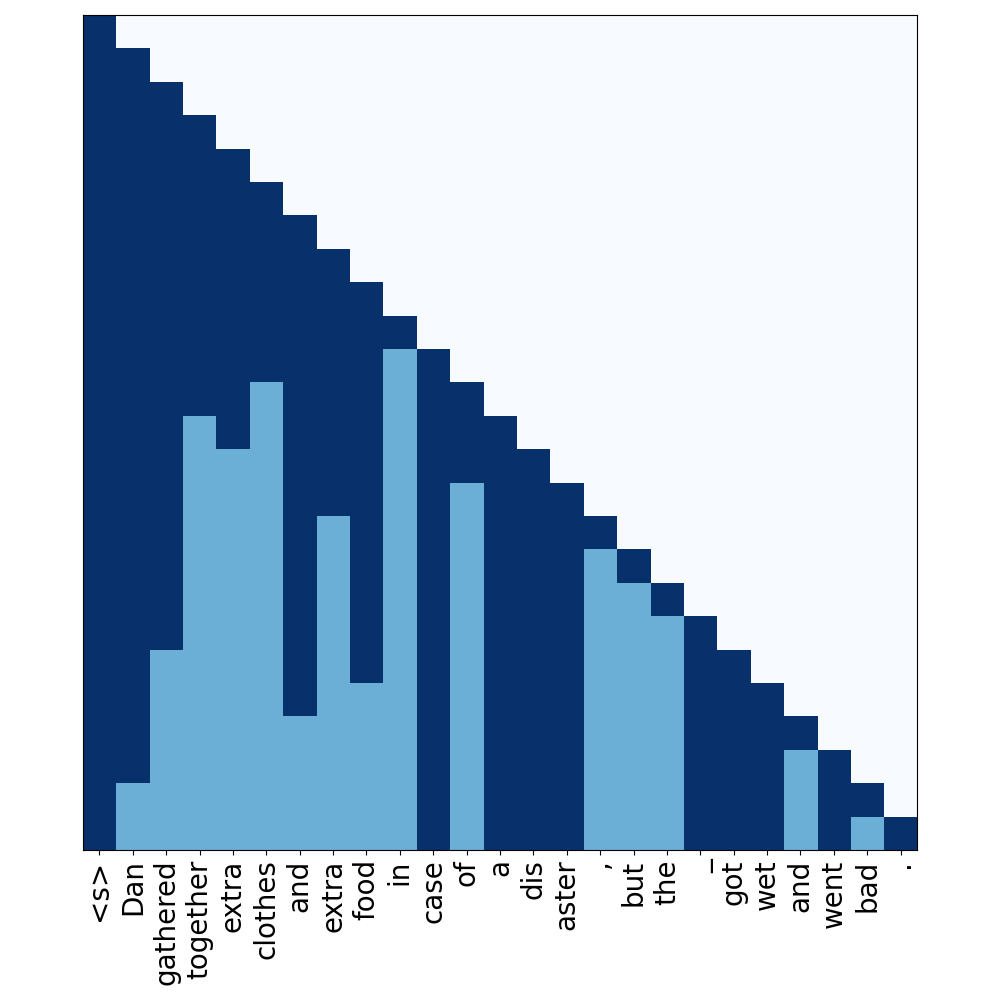 <s>
Dan
gathered
together
extra
clothes
and
extra
food
in
case
of
a
dis
aster
,
but
the
_
got
wet
and
went
bad
.